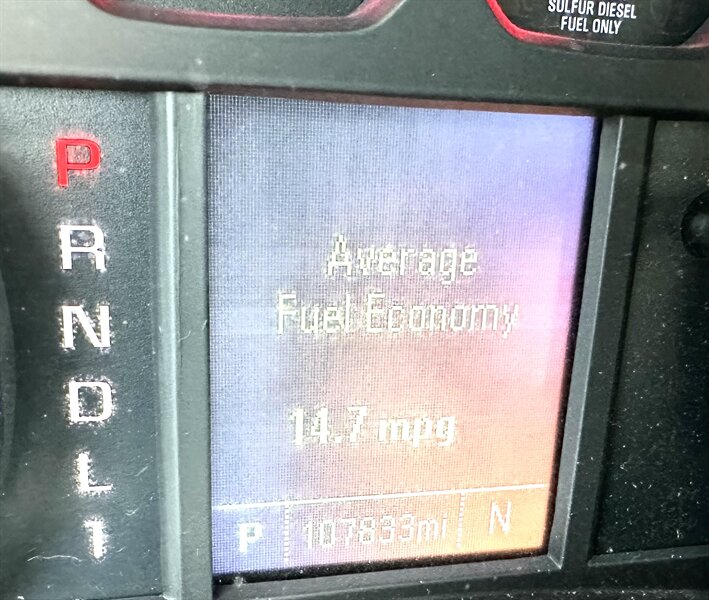 SULFUR DIESEL
FUEL ONLY
P
R
N
D
L
1
Average
Fuel Economy
14.7 mpg
P 107833mi N